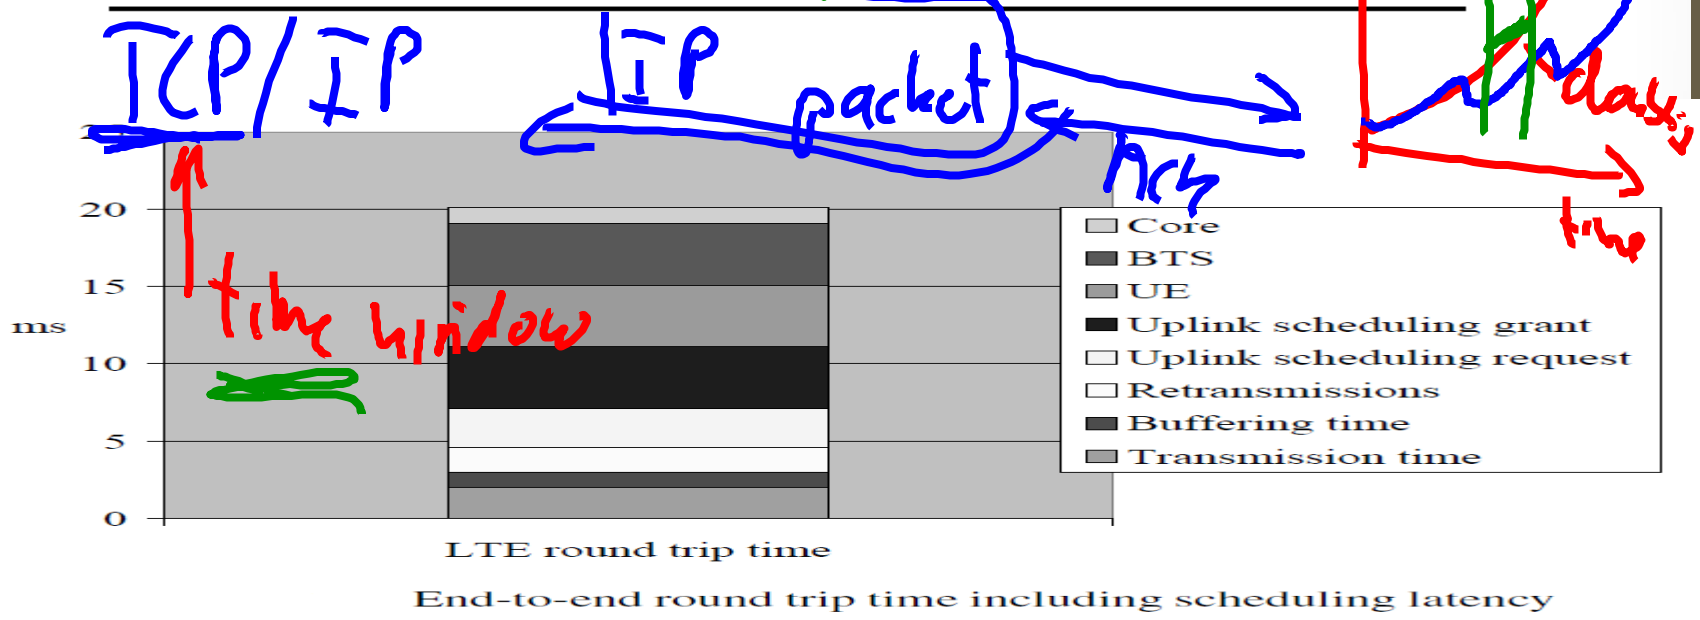 TCP/IP
IP
packet
delay
time
20
15
10
5
0
ms
time window
Core
BTS
UE
Uplink scheduling grant
Uplink scheduling request
Retransmissions
Buffering time
Transmission time
LTE round trip time
End-to-end round trip time including scheduling latency